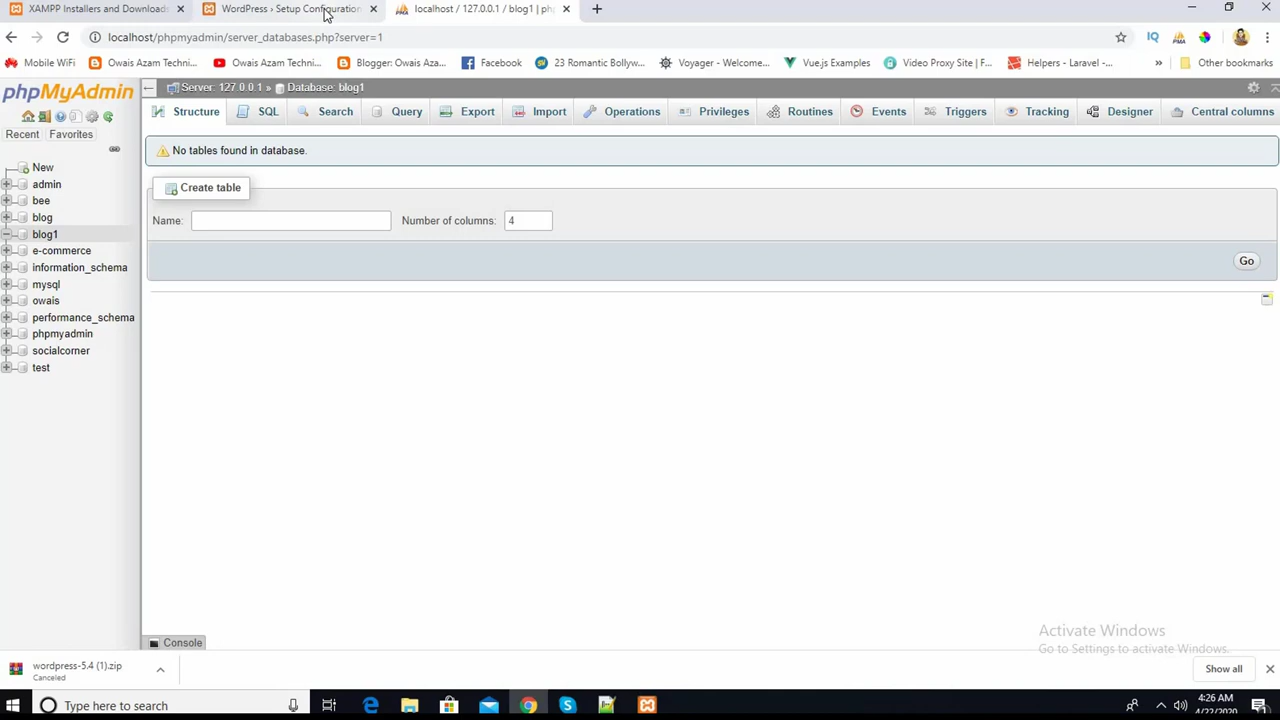 XAMPP Installers and Downloads
WordPress › Setup Configuration
localhost / 127.0.0.1 / blog1 | ph
localhost/phpmyadmin/server_databases.php?server=1
Mobile WiFi
Owais Azam Techni...
Owais Azam Techni...
Blogger: Owais Aza...
Facebook
23 Romantic Bollyw...
Voyager - Welcome...
Vue.js Examples
Video Proxy Site | F...
Helpers - Laravel -...
»
Other bookmarks
phpMyAdmin
Server: 127.0.0.1 » Database: blog1
Structure
SQL
Search
Query
Export
Import
Operations
Privileges
Routines
Events
Triggers
Tracking
Designer
Central columns
Recent
Favorites
No tables found in database.
New
admin
bee
blog
blog1
e-commerce
information_schema
mysql
owais
performance_schema
phpmyadmin
socialcorner
test
Create table
Name:
Number of columns: 4
Go
Console
Activate Windows
Go to Settings to activate Windows.
wordpress-5.4 (1).zip
Canceled
Show all
Type here to search
4:26 AM
4/22/2020